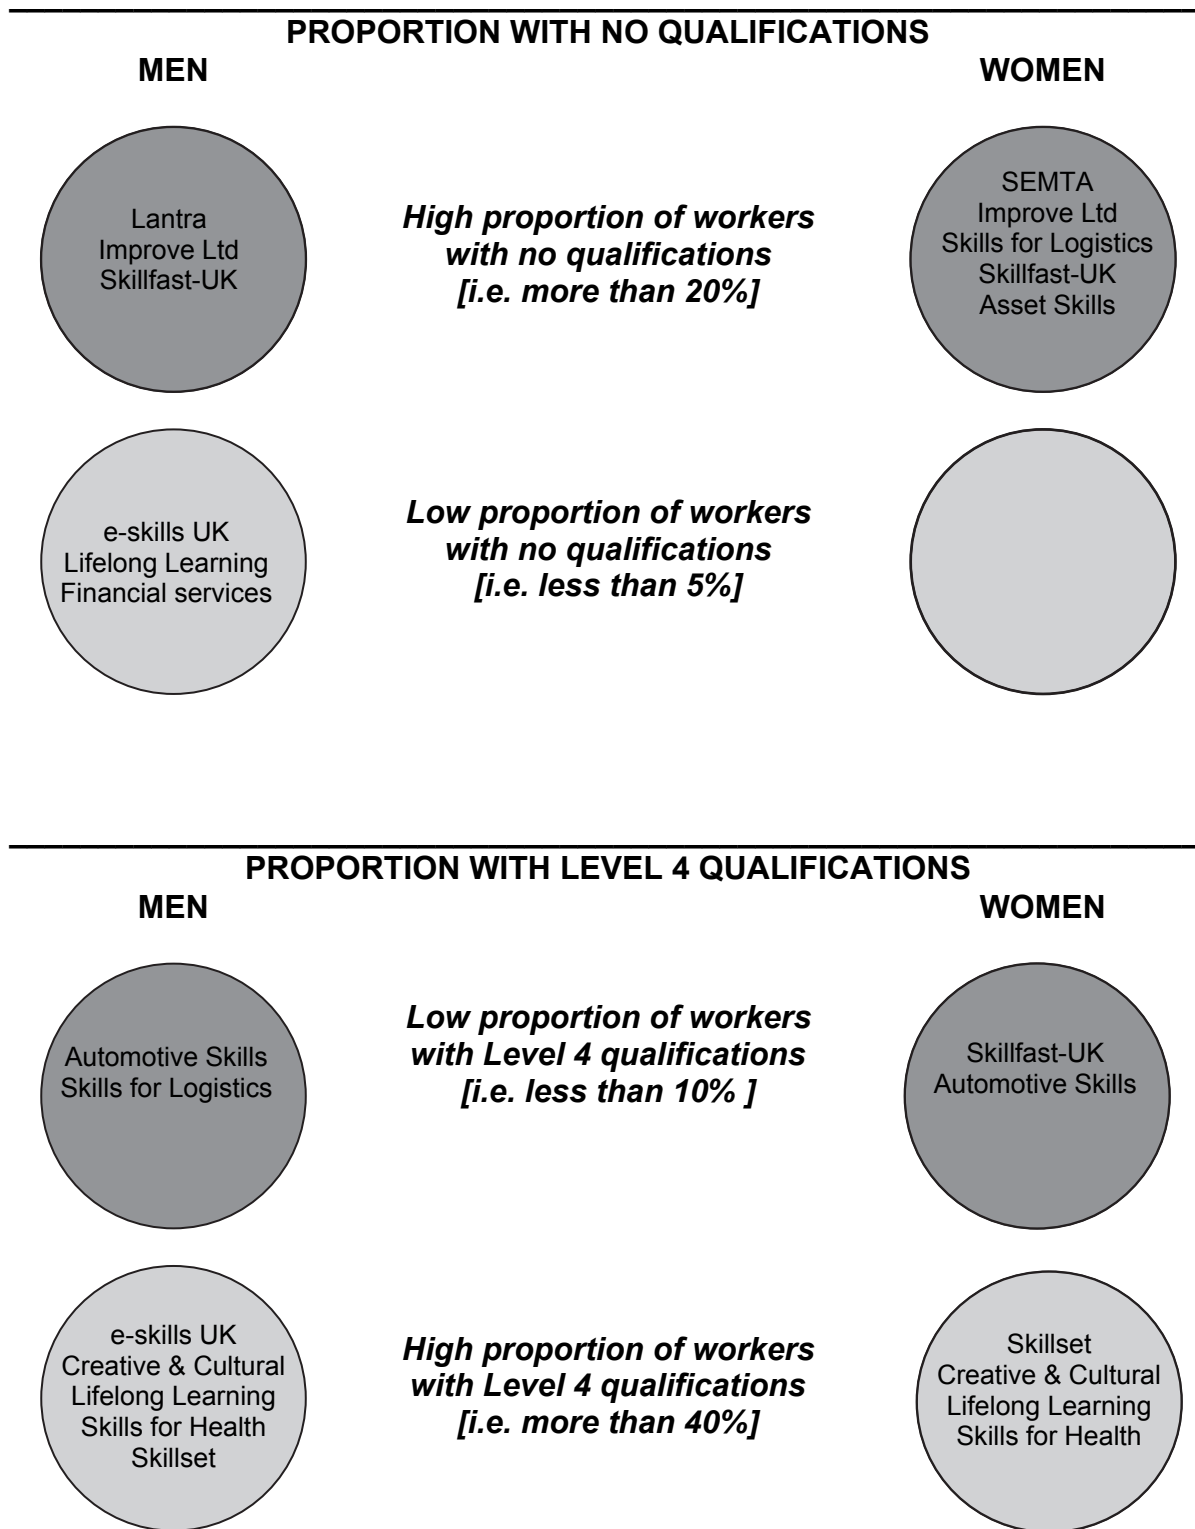 PROPORTION WITH NO QUALIFICATIONS
MEN
WOMEN
Lantra
Improve Ltd
Skillfast-UK
High proportion of workers
with no qualifications
[i.e. more than 20%]
SEMTA
Improve Ltd
Skills for Logistics
Skillfast-UK
Asset Skills
e-skills UK
Lifelong Learning
Financial services
Low proportion of workers
with no qualifications
[i.e. less than 5%]
PROPORTION WITH LEVEL 4 QUALIFICATIONS
MEN
WOMEN
Automotive Skills
Skills for Logistics
Low proportion of workers
with Level 4 qualifications
[i.e. less than 10% ]
Skillfast-UK
Automotive Skills
e-skills UK
Creative & Cultural
Lifelong Learning
Skills for Health
Skillset
High proportion of workers
with Level 4 qualifications
[i.e. more than 40%]
Skillset
Creative & Cultural
Lifelong Learning
Skills for Health